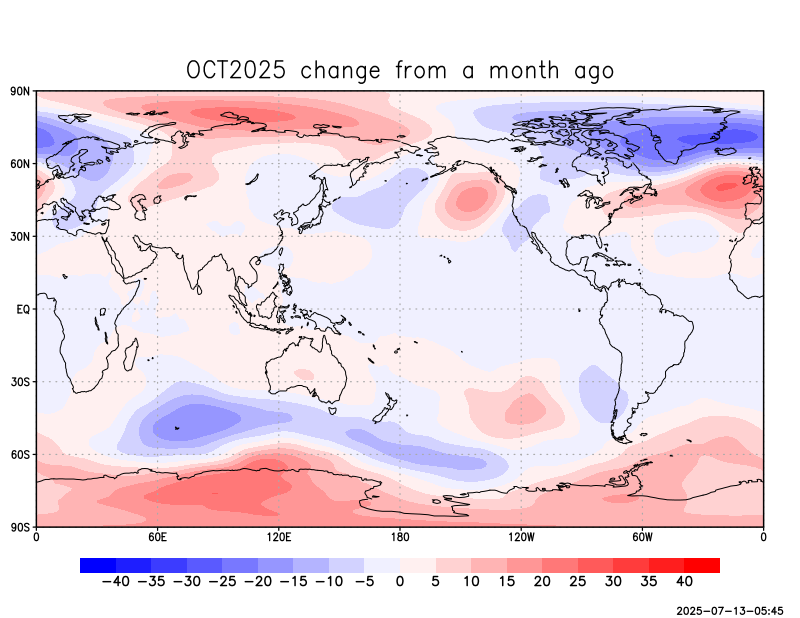 OCT2025 change from a month ago
90N
60N
30N
EQ
30S
60S
90S
0 60E 120E 180 120W 60W 0
−40 −35 −30 −25 −20 −15 −10 −5 0 5 10 15 20 25 30 35 40
2025-07-13-05:45